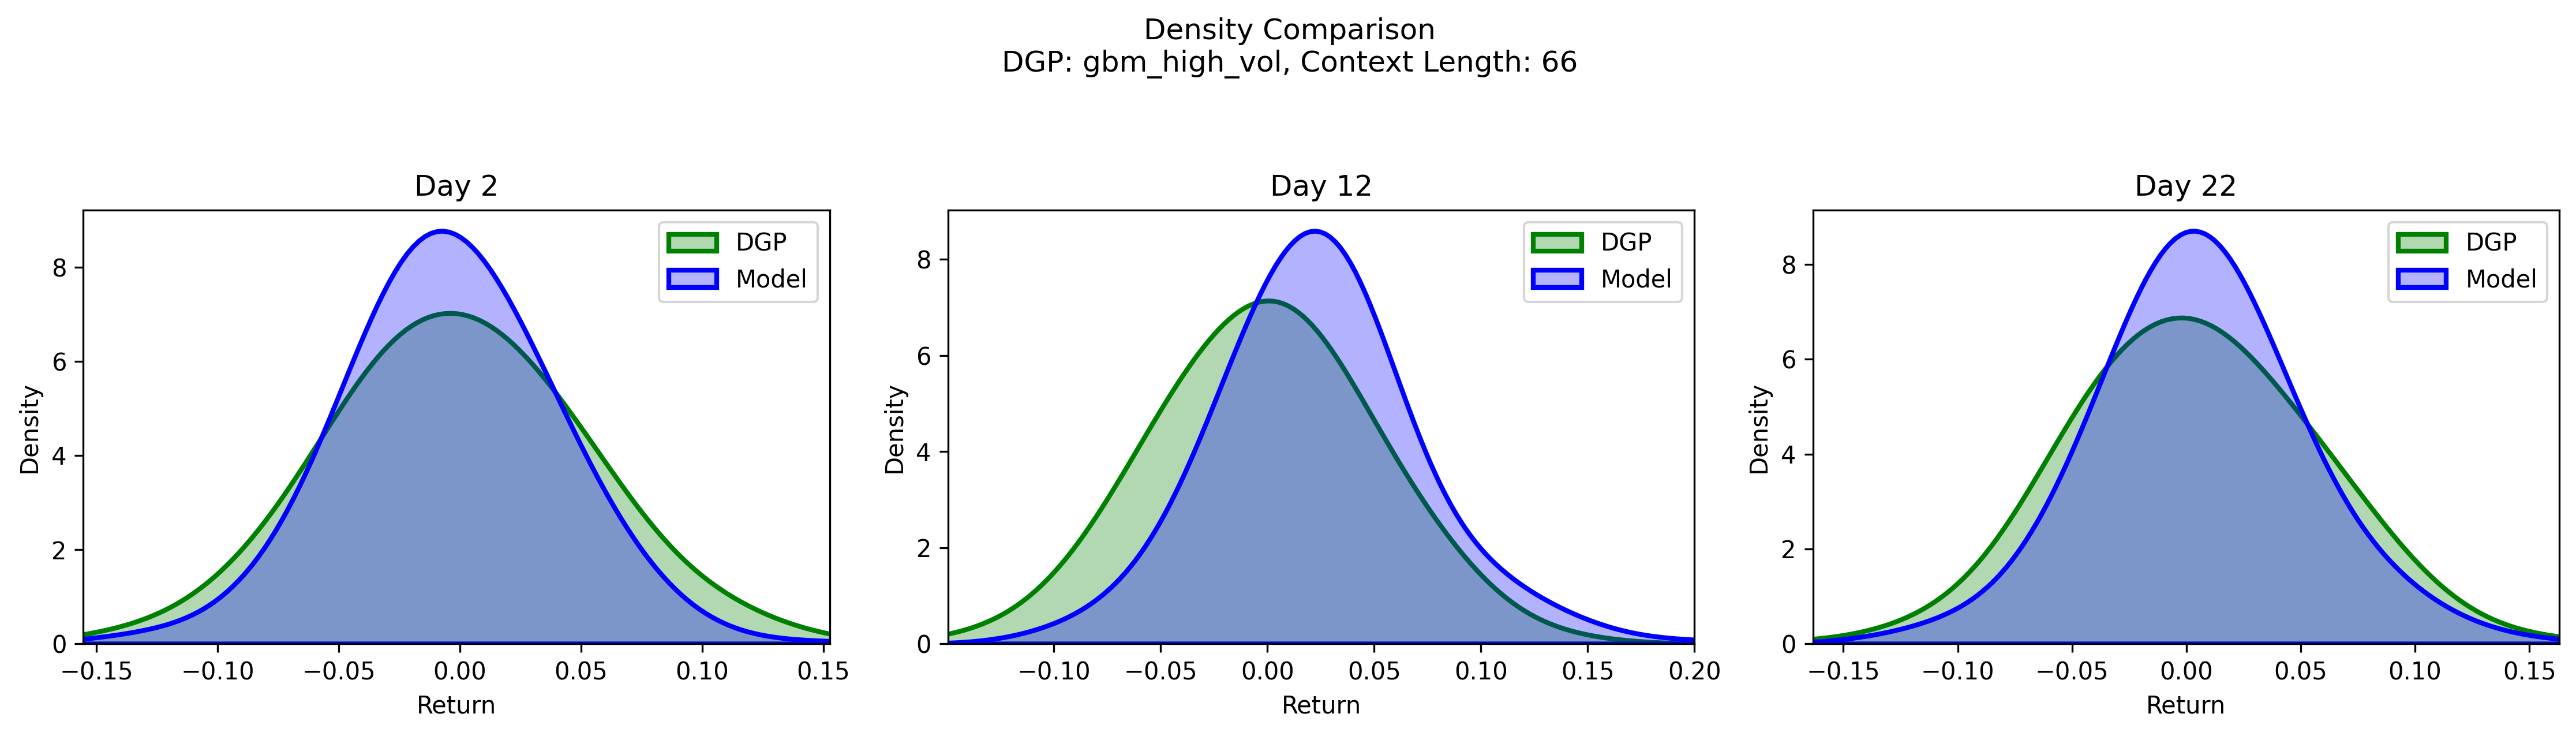 Density Comparison
DGP: gbm_high_vol, Context Length: 66
Day 2
Density
8
6
4
2
0
−0.15 −0.10 −0.05 0.00 0.05 0.10 0.15
Return
DGP
Model
Day 12
Density
8
6
4
2
0
−0.10 −0.05 0.00 0.05 0.10 0.15 0.20
Return
DGP
Model
Day 22
Density
8
6
4
2
0
−0.15 −0.10 −0.05 0.00 0.05 0.10 0.15
Return
DGP
Model